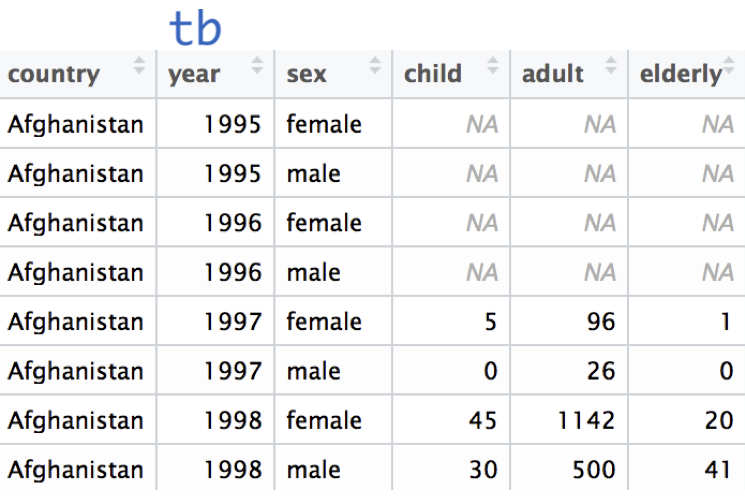 tb
country year sex child adult elderly
Afghanistan 1995 female NA NA NA
Afghanistan 1995 male NA NA NA
Afghanistan 1996 female NA NA NA
Afghanistan 1996 male NA NA NA
Afghanistan 1997 female 5 96 1
Afghanistan 1997 male 0 26 0
Afghanistan 1998 female 45 1142 20
Afghanistan 1998 male 30 500 41